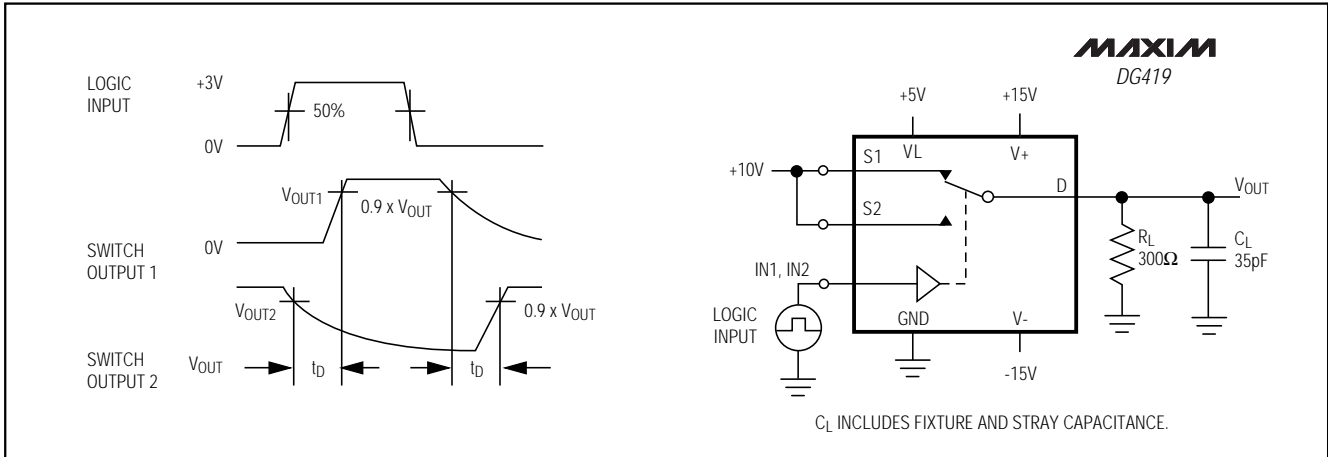 LOGIC
INPUT
+3V
50%
0V
VOUT1
0.9 x VOUT
SWITCH
OUTPUT 1
0V
VOUT2
0.9 x VOUT
SWITCH
OUTPUT 2
VOUT
tD
tD
MAXIM
DG419
+5V
+15V
VL
V+
+10V
S1
S2
D
VOUT
RL
300Ω
CL
35pF
IN1, IN2
LOGIC
INPUT
GND
V-
-15V
CL INCLUDES FIXTURE AND STRAY CAPACITANCE.